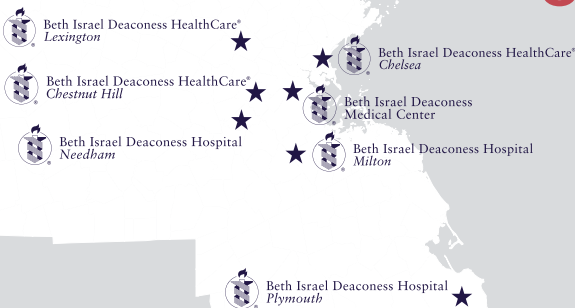 Beth Israel Deaconess HealthCare®
Lexington
Beth Israel Deaconess HealthCare®
Chelsea
Beth Israel Deaconess HealthCare®
Chestnut Hill
Beth Israel Deaconess
Medical Center
Beth Israel Deaconess Hospital
Needham
Beth Israel Deaconess Hospital
Milton
Beth Israel Deaconess Hospital
Plymouth